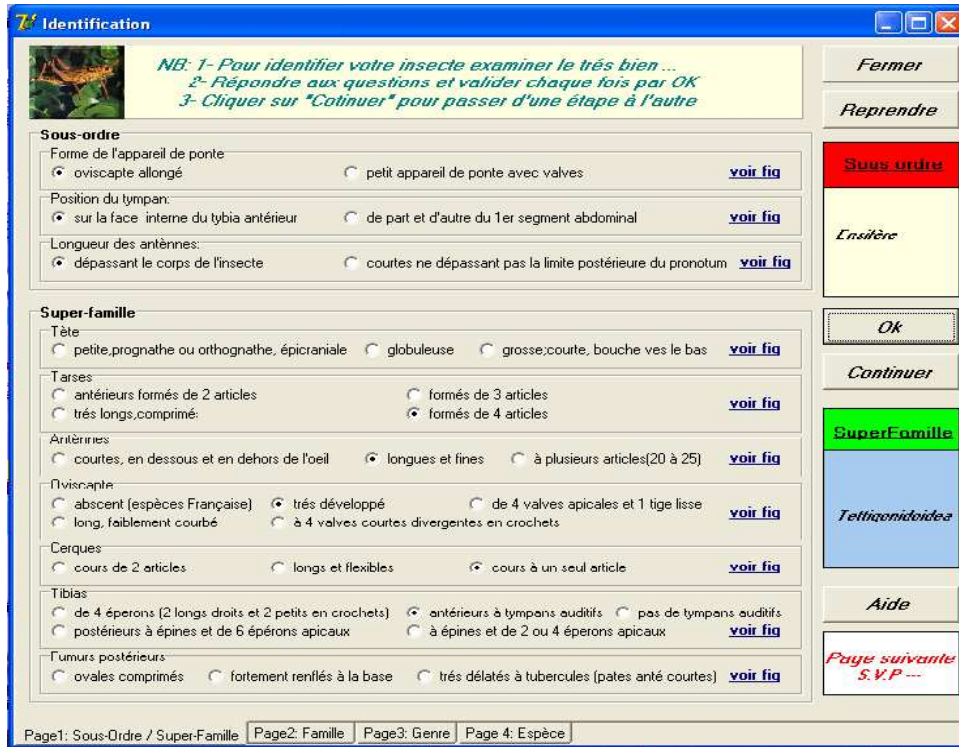 Identification
NB: 1- Pour identifier votre insecte examiner le trés bien ...
2- Répondre aux questions et valider chaque fois par OK
3- Cliquer sur "Cotinuer" pour passer d'une étape à l'autre
Fermer
Reprendre
Sous-ordre
Forme de l'appareil de ponte
oviscapte allongé petit appareil de ponte avec valves voir fig
Position du tympan:
sur la face interne du tybia antérieur de part et d'autre du 1er segment abdominal voir fig
Longueur des antènnes:
dépassant le corps de l'insecte courtes ne dépassant pas la limite postérieure du pronotum voir fig
Sous ordre
Ensifère
Ok
Continuer
Super-famille
Tète
petite,prognathe ou orthognathe, épicraniale globuleuse grosse;courte, bouche ves le bas voir fig
Tarses
antérieurs formés de 2 articles formés de 3 articles
trés longs,comprimé: formés de 4 articles voir fig
Antènnes
courtes, en dessous et en dehors de l'oeil longues et fines à plusieurs articles(20 à 25) voir fig
Oviscapte
abscent (espèces Française) trés développé de 4 valves apicales et 1 tige lisse
long, faiblement courbé à 4 valves courtes divergentes en crochets voir fig
Cerques
cours de 2 articles longs et flexibles cours à un seul article voir fig
Tibias
de 4 éperons (2 longs droits et 2 petits en crochets) antérieurs à tympans auditifs pas de tympans auditifs
postérieurs à épines et de 6 épérons apicaux à épines et de 2 ou 4 éperons apicaux voir fig
Fumurs postérieurs
ovales comprimés fortement renflés à la base trés délatés à tubercules (pates anté courtes) voir fig
SuperFamille
Tettigonidoidea
Aide
Page suivante
S.V.P ---
Page1: Sous-Ordre / Super-Famille Page2: Famille Page3: Genre Page 4: Espèce